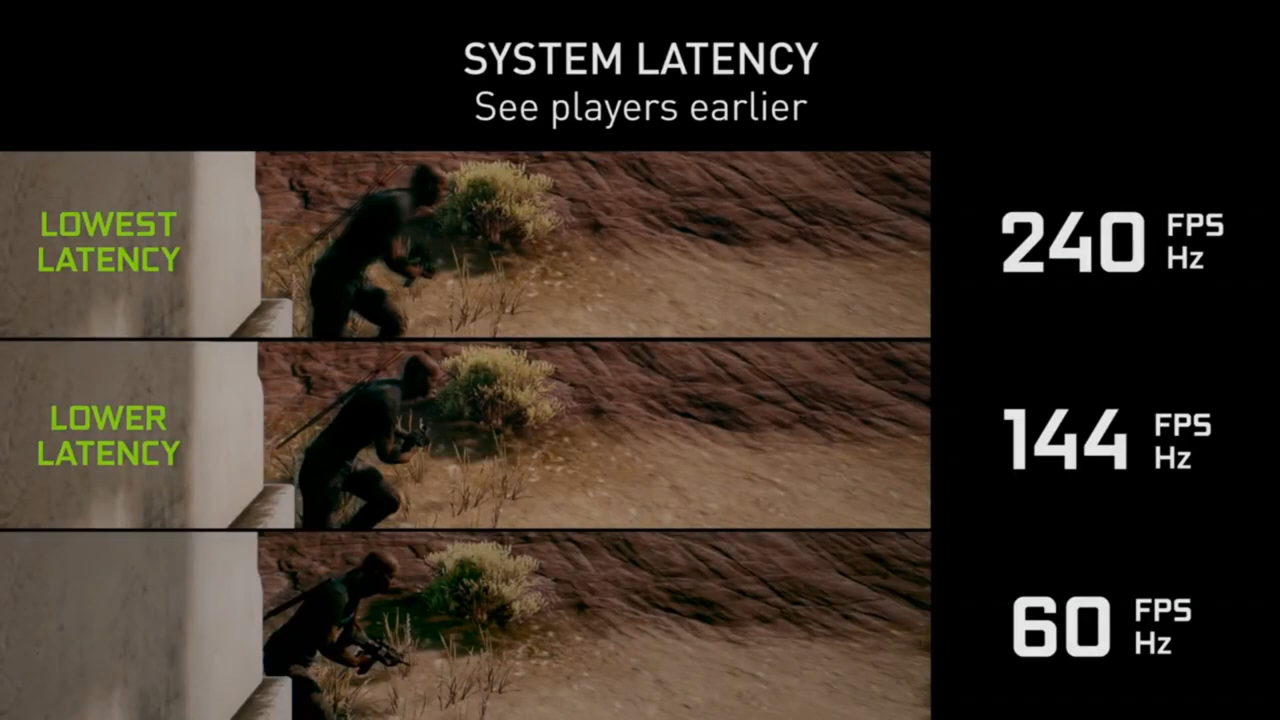 SYSTEM LATENCY
See players earlier
LOWEST
LATENCY
240 FPS
Hz
LOWER
LATENCY
144 FPS
Hz
60 FPS
Hz